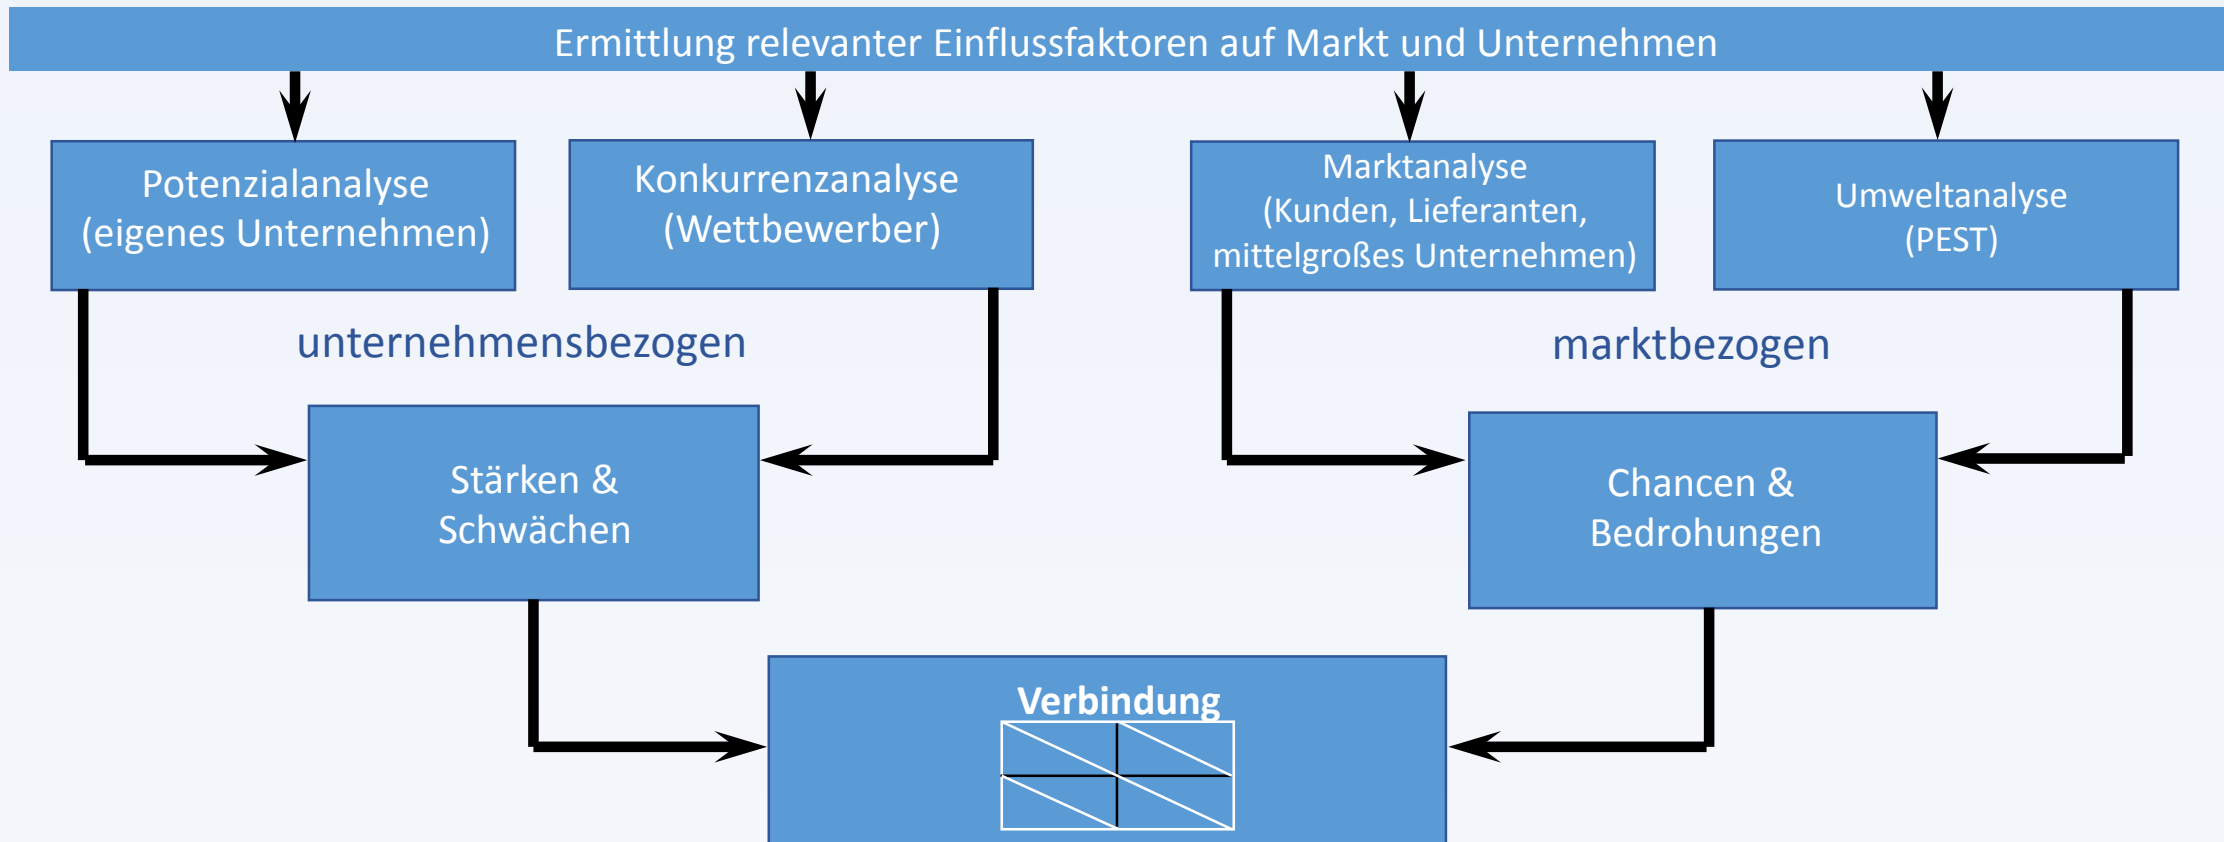 Ermittlung relevanter Einflussfaktoren auf Markt und Unternehmen
Potenzialanalyse
(eigenes Unternehmen)
Konkurrenzanalyse
(Wettbewerber)
Marktanalyse
(Kunden, Lieferanten,
mittelgroßes Unternehmen)
Umweltanalyse
(PEST)
unternehmensbezogen
marktbezogen
Stärken &
Schwächen
Chancen &
Bedrohungen
Verbindung